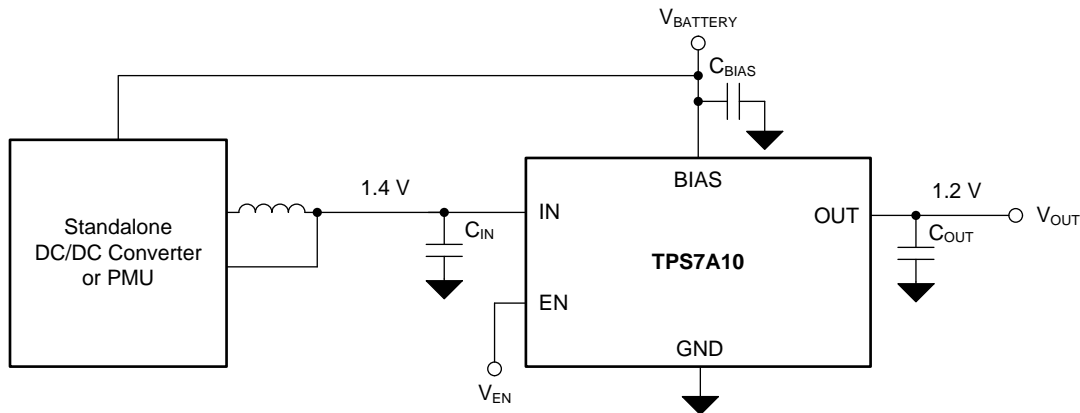 VBATTERY
CBIAS
1.4 V
BIAS
1.2 V
IN
OUT
VOUT
Standalone
DC/DC Converter
or PMU
CIN
COUT
TPS7A10
EN
GND
VEN